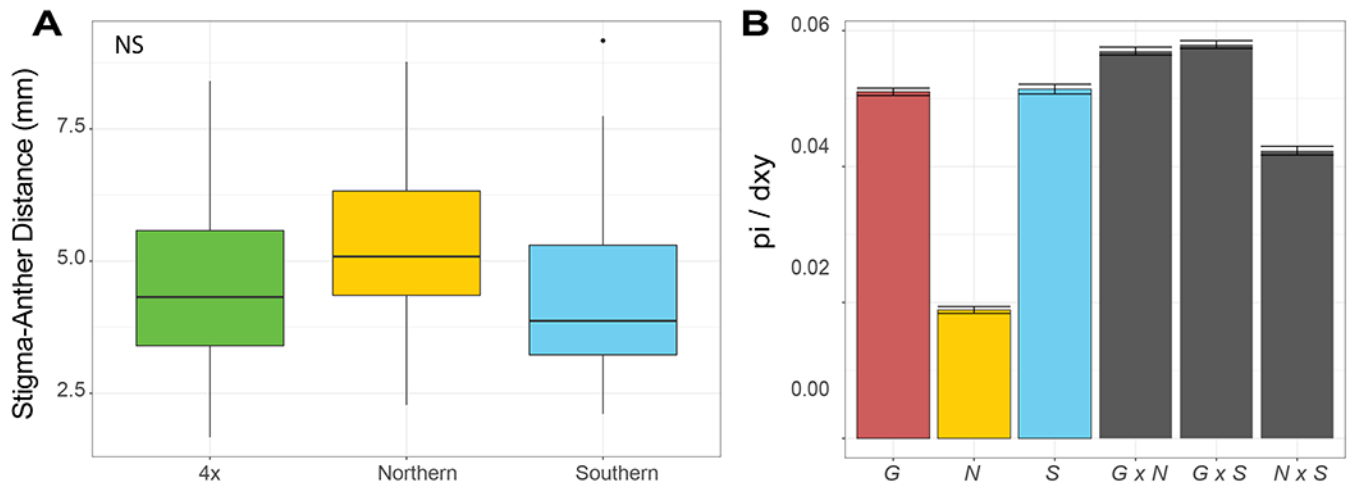 A
NS
Stigma-Anther Distance (mm)
7.5
5.0
2.5
4x Northern Southern
B
pi / dxy
0.06
0.04
0.02
0.00
G N S G x N G x S N x S